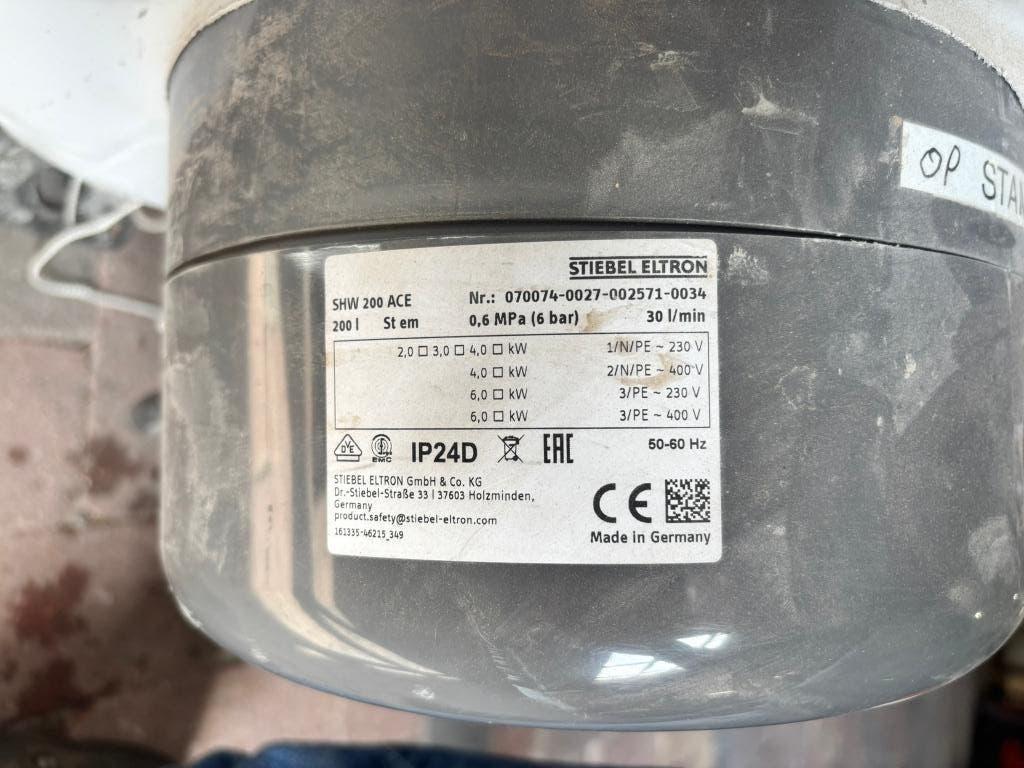 OP STAN
STIEBEL ELTRON
SHW 200 ACE Nr.: 070074-0027-002571-0034
200 l St em 0,6 MPa (6 bar) 30 l/min
2,0 □ 3,0 □ 4,0 □ kW 1/N/PE ~ 230 V
4,0 □ kW 2/N/PE ~ 400 V
6,0 □ kW 3/PE ~ 230 V
6,0 □ kW 3/PE ~ 400 V
VDE EMC IP24D EAC 50-60 Hz
STIEBEL ELTRON GmbH & Co. KG
Dr.-Stiebel-Straße 33 | 37603 Holzminden,
Germany
product.safety@stiebel-eltron.com
CE
161335-46215_349
Made in Germany